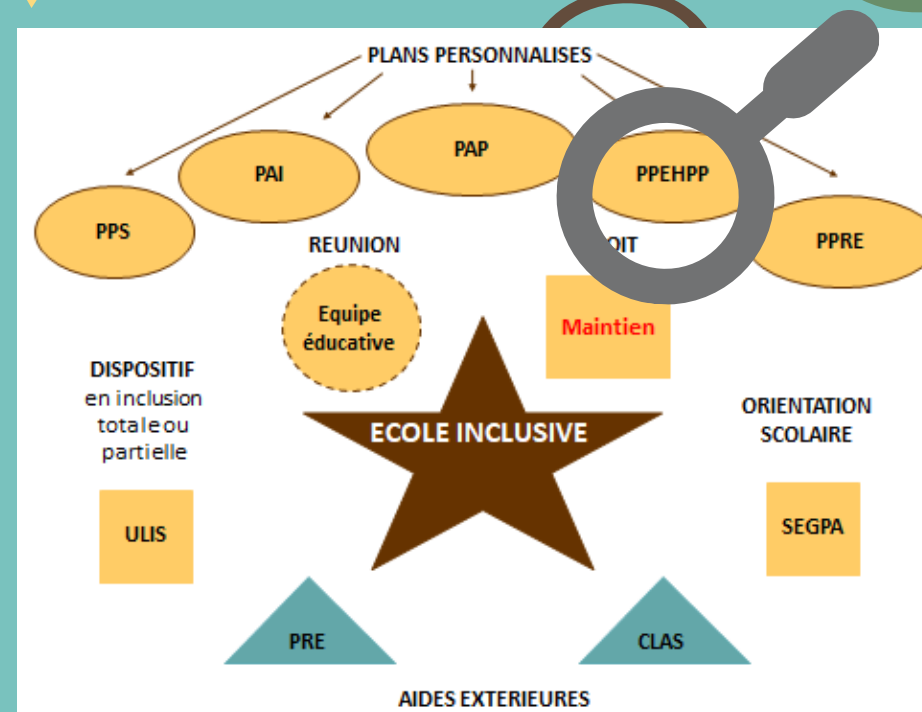 PLANS PERSONNALISES
PAP
PAI
PPEHPP
PPS
PPRE
REUNION
OIT
Equipe
éducative
Maintien
DISPOSITIF
en inclusion
totale ou
partielle
ECOLE INCLUSIVE
ORIENTATION
SCOLAIRE
ULIS
SEGPA
PRE
CLAS
AIDES EXTERIEURES